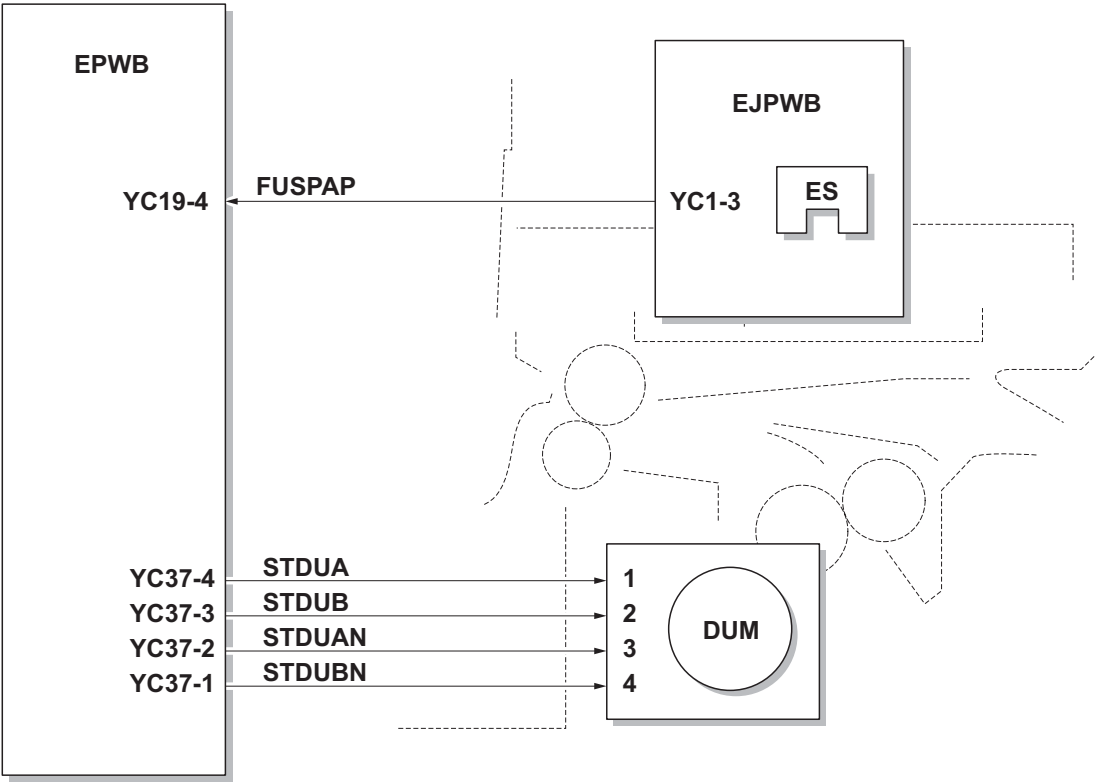 EPWB
EJPWB
FUSPAP
YC19-4
YC1-3
ES
YC37-4
STDUA
1
YC37-3
STDUB
2
DUM
YC37-2
STDUAN
3
YC37-1
STDUBN
4